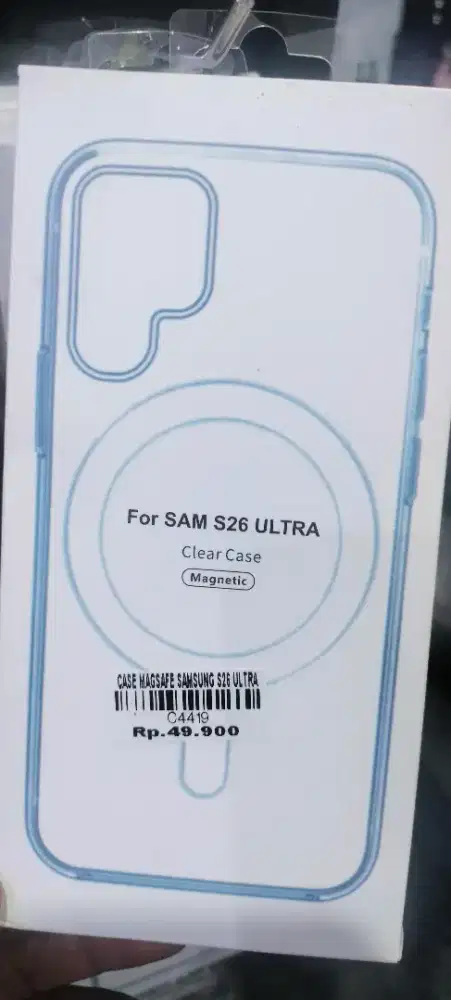 For SAM S26 ULTRA
Clear Case
Magnetic
CASE MAGSAFE SAMSUNG S26 ULTRA
C4419
Rp.49.900